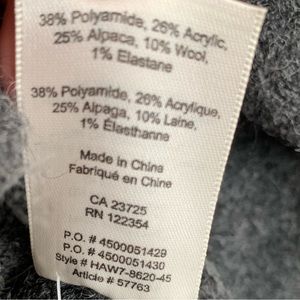 38% Polyamide, 26% Acrylic,
25% Alpaca, 10% Wool,
1% Elastane
38% Polyamide, 26% Acrylique,
25% Alpaga, 10% Laine,
1% Élasthanne
Made in China
Fabriqué en Chine
CA 23725
RN 122354
P.O. # 4500051429
P.O. # 4500051430
Style # HAW7-8620-45
Article # 57763